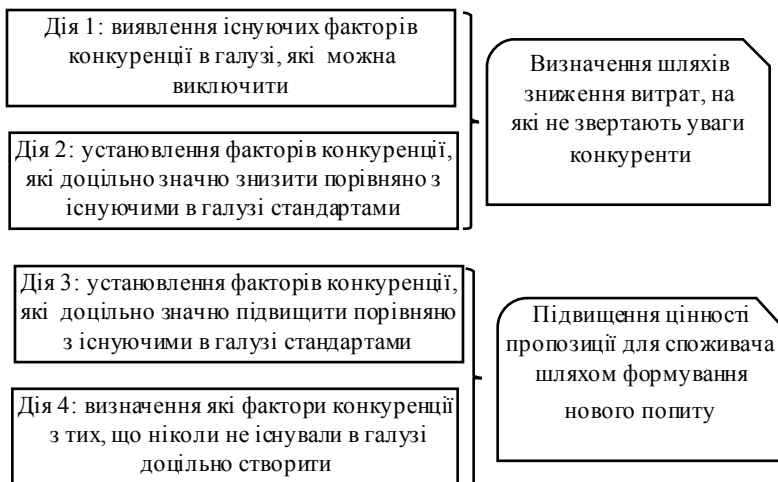 Дія 1: виявлення існуючих факторів
конкуренції в галузі, які можна
виключити
Дія 2: установлення факторів конкуренції,
які доцільно значно знизити порівняно з
існуючими в галузі стандартами
Визначення шляхів
зниження витрат, на
які не звертають уваги
конкуренти
Дія 3: установлення факторів конкуренції,
які доцільно значно підвищити порівняно
з існуючими в галузі стандартами
Дія 4: визначення які фактори конкуренції
з тих, що ніколи не існували в галузі
доцільно створити
Підвищення цінності
пропозиції для споживача
шляхом формування
нового попиту